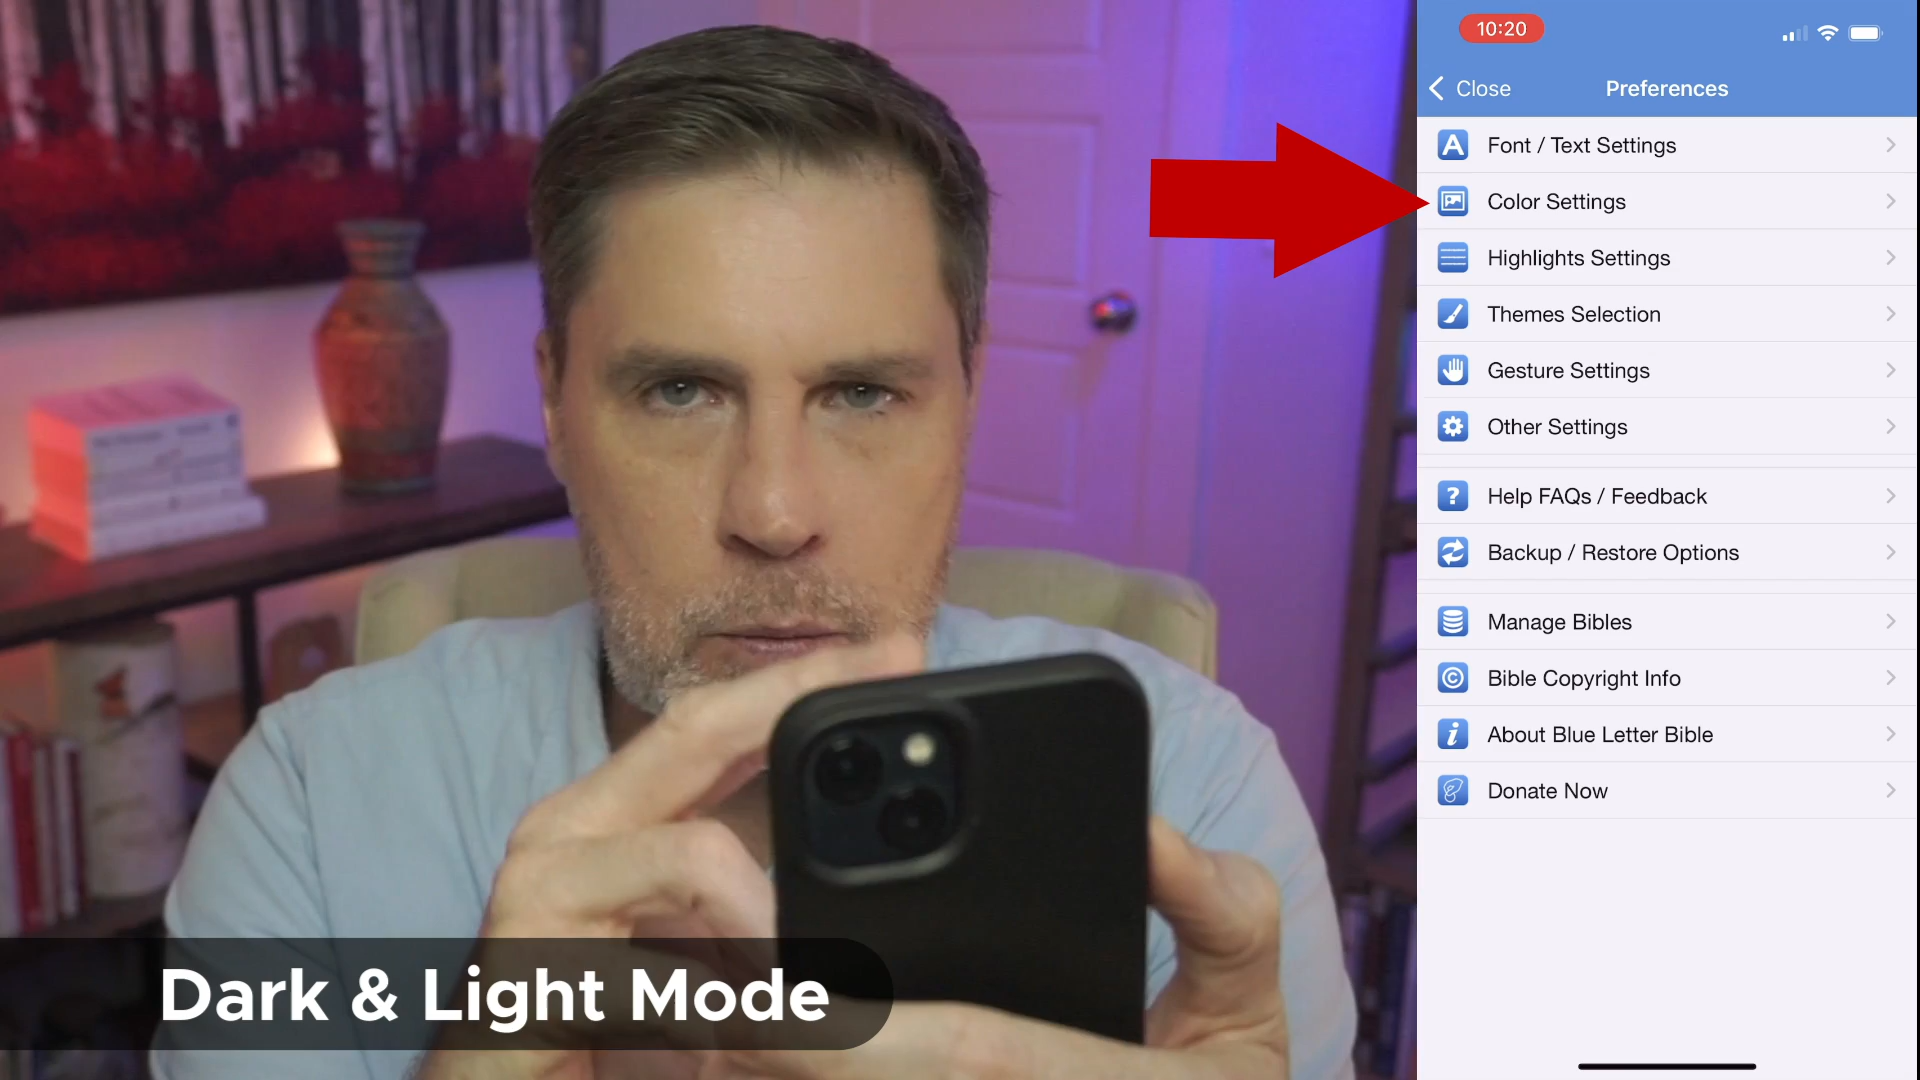 10:20
Close
Preferences
Font / Text Settings
Color Settings
Highlights Settings
Themes Selection
Gesture Settings
Other Settings
Help FAQs / Feedback
Backup / Restore Options
Manage Bibles
Bible Copyright Info
About Blue Letter Bible
Donate Now
Dark & Light Mode